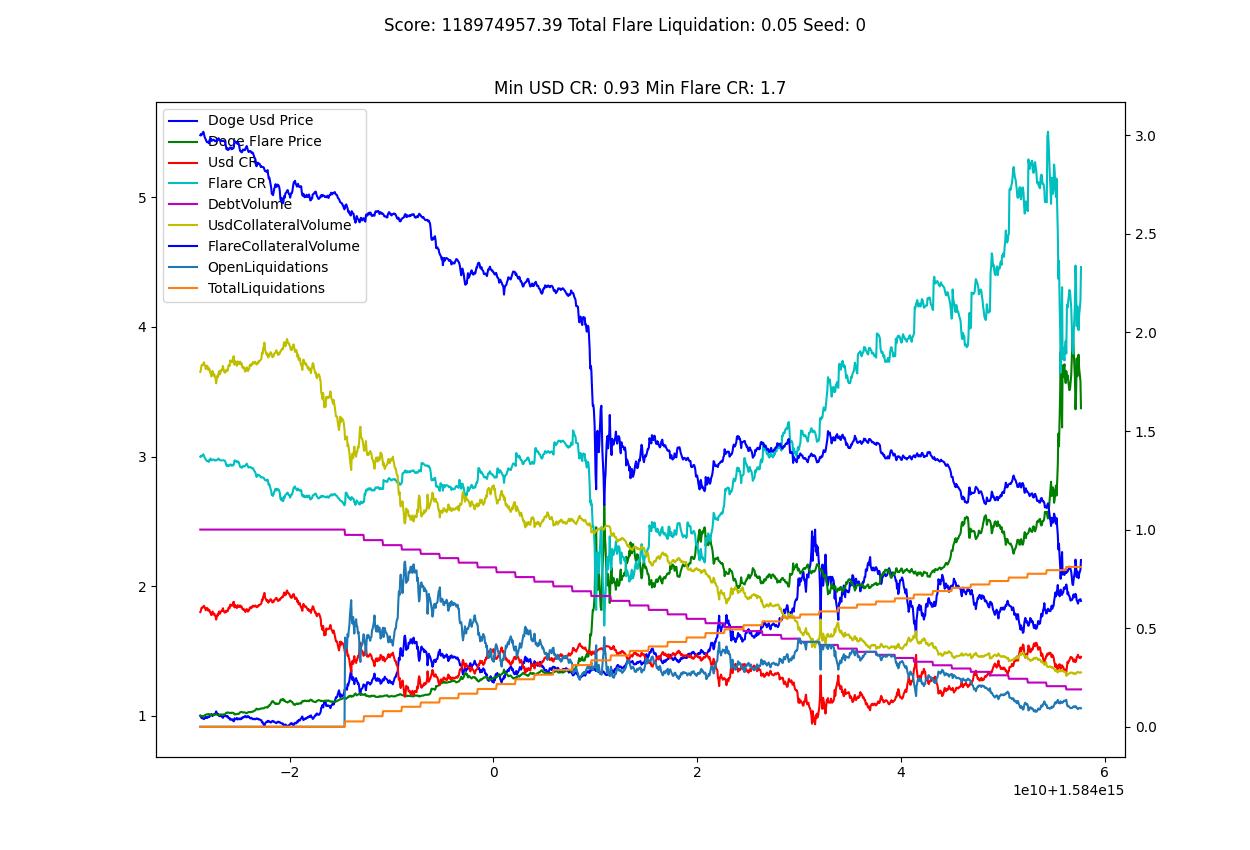 Score: 118974957.39 Total Flare Liquidation: 0.05 Seed: 0
Min USD CR: 0.93 Min Flare CR: 1.7
Doge Usd Price
Doge Flare Price
Usd CR
Flare CR
DebtVolume
UsdCollateralVolume
FlareCollateralVolume
OpenLiquidations
TotalLiquidations
5
4
3
2
1
3.0
2.5
2.0
1.5
1.0
0.5
0.0
−2 0 2 4 6
1e10+1.584e15